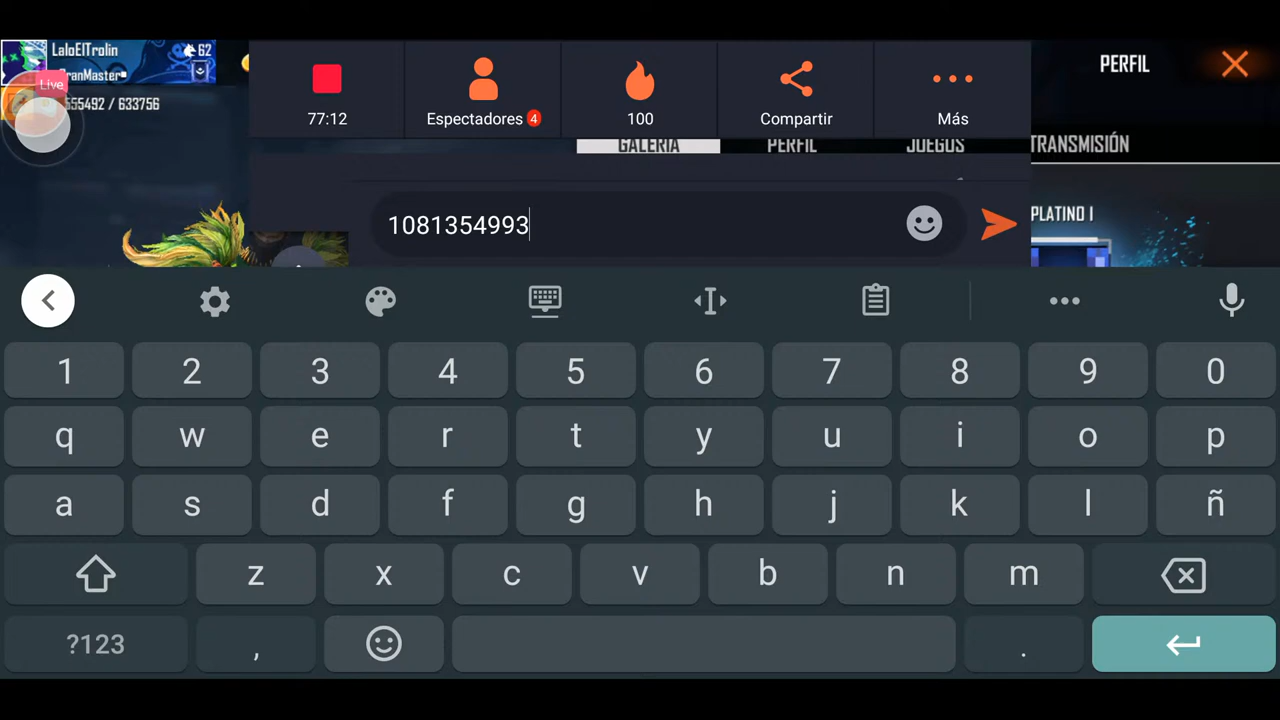 LaloElTrolin
62
GranMaster
Live
555492 / 633756
77:12
Espectadores 4
100
Compartir
Más
PERFIL
GALERIA
PERFIL
JUEGOS
TRANSMISIÓN
1081354993
PLATINO I
1 2 3 4 5 6 7 8 9 0
q w e r t y u i o p
a s d f g h j k l ñ
z x c v b n m
?123 , .